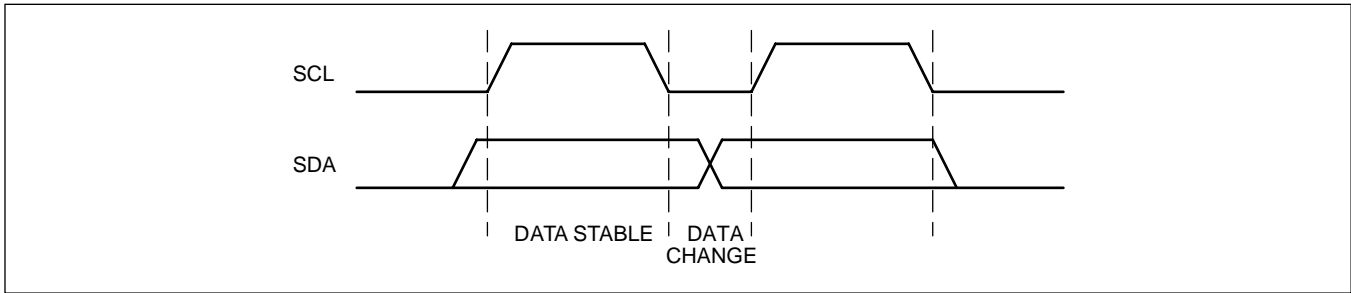 SCL
SDA
DATA STABLE
DATA
CHANGE